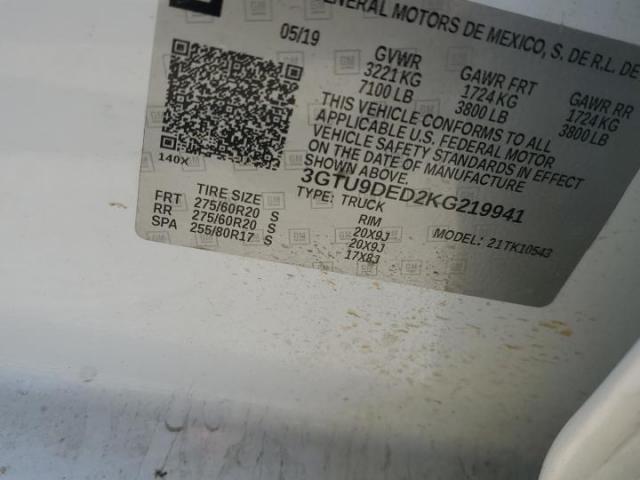 GENERAL MOTORS DE MEXICO, S. DE R.L. DE
05/19 GVWR GAWR FRT GAWR RR
3221 KG 1724 KG 1724 KG
7100 LB 3800 LB 3800 LB
THIS VEHICLE CONFORMS TO ALL
APPLICABLE U.S. FEDERAL MOTOR
VEHICLE SAFETY STANDARDS IN EFFECT
ON THE DATE OF MANUFACTURE
SHOWN ABOVE.
140X
3GTU9DED2KG219941
TYPE: TRUCK MODEL: 21TK10543
TIRE SIZE RIM
FRT 275/60R20 S 20X9J
RR 275/60R20 S 20X9J
SPA 255/80R17 S 17X8J